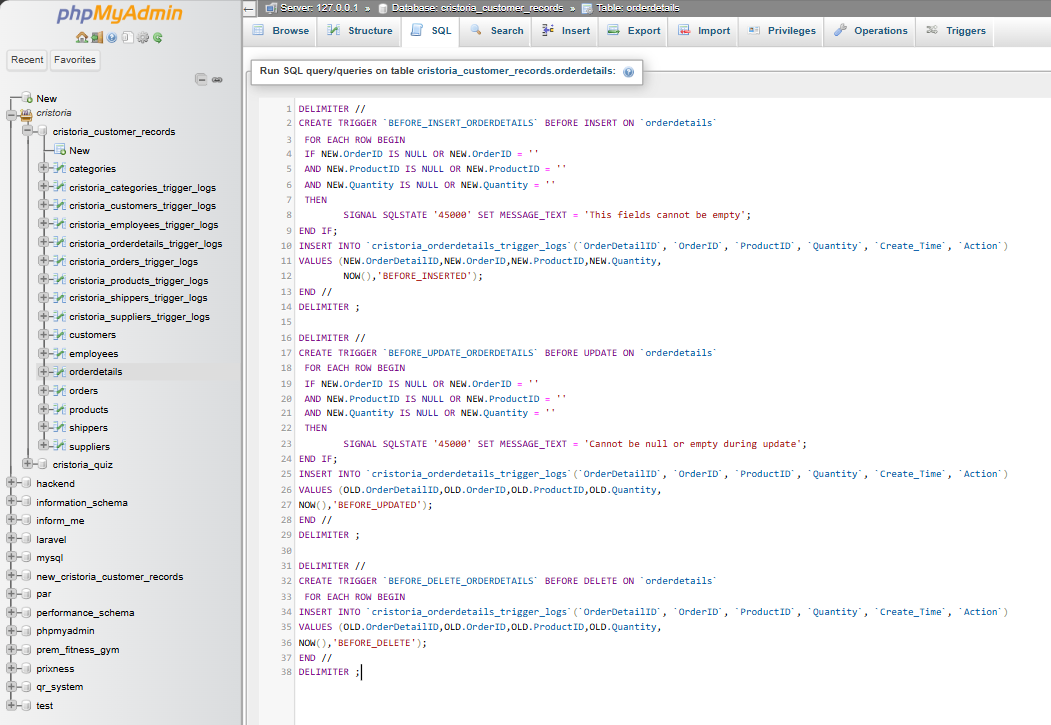 phpMyAdmin
Recent
Favorites
New
cristoria
cristoria_customer_records
New
categories
cristoria_categories_trigger_logs
cristoria_customers_trigger_logs
cristoria_employees_trigger_logs
cristoria_orderdetails_trigger_logs
cristoria_orders_trigger_logs
cristoria_products_trigger_logs
cristoria_shippers_trigger_logs
cristoria_suppliers_trigger_logs
customers
employees
orderdetails
orders
products
shippers
suppliers
cristoria_quiz
hackend
information_schema
inform_me
laravel
mysql
new_cristoria_customer_records
par
performance_schema
phpmyadmin
prem_fitness_gym
prixness
qr_system
test
Server: 127.0.0.1 » Database: cristoria_customer_records » Table: orderdetails
Browse Structure SQL Search Insert Export Import Privileges Operations Triggers
Run SQL query/queries on table cristoria_customer_records.orderdetails:
1 DELIMITER //
2 CREATE TRIGGER `BEFORE_INSERT_ORDERDETAILS` BEFORE INSERT ON `orderdetails`
3 FOR EACH ROW BEGIN
4 IF NEW.OrderID IS NULL OR NEW.OrderID = ''
5 AND NEW.ProductID IS NULL OR NEW.ProductID = ''
6 AND NEW.Quantity IS NULL OR NEW.Quantity = ''
7 THEN
8 SIGNAL SQLSTATE '45000' SET MESSAGE_TEXT = 'This fields cannot be empty';
9 END IF;
10 INSERT INTO `cristoria_orderdetails_trigger_logs`(`OrderDetailID`, `OrderID`, `ProductID`, `Quantity`, `Create_Time`, `Action`)
11 VALUES (NEW.OrderDetailID,NEW.OrderID,NEW.ProductID,NEW.Quantity,
12 NOW(),'BEFORE_INSERTED');
13 END //
14 DELIMITER ;
15
16 DELIMITER //
17 CREATE TRIGGER `BEFORE_UPDATE_ORDERDETAILS` BEFORE UPDATE ON `orderdetails`
18 FOR EACH ROW BEGIN
19 IF NEW.OrderID IS NULL OR NEW.OrderID = ''
20 AND NEW.ProductID IS NULL OR NEW.ProductID = ''
21 AND NEW.Quantity IS NULL OR NEW.Quantity = ''
22 THEN
23 SIGNAL SQLSTATE '45000' SET MESSAGE_TEXT = 'Cannot be null or empty during update';
24 END IF;
25 INSERT INTO `cristoria_orderdetails_trigger_logs`(`OrderDetailID`, `OrderID`, `ProductID`, `Quantity`, `Create_Time`, `Action`)
26 VALUES (OLD.OrderDetailID,OLD.OrderID,OLD.ProductID,OLD.Quantity,
27 NOW(),'BEFORE_UPDATED');
28 END //
29 DELIMITER ;
30
31 DELIMITER //
32 CREATE TRIGGER `BEFORE_DELETE_ORDERDETAILS` BEFORE DELETE ON `orderdetails`
33 FOR EACH ROW BEGIN
34 INSERT INTO `cristoria_orderdetails_trigger_logs`(`OrderDetailID`, `OrderID`, `ProductID`, `Quantity`, `Create_Time`, `Action`)
35 VALUES (OLD.OrderDetailID,OLD.OrderID,OLD.ProductID,OLD.Quantity,
36 NOW(),'BEFORE_DELETE');
37 END //
38 DELIMITER ;